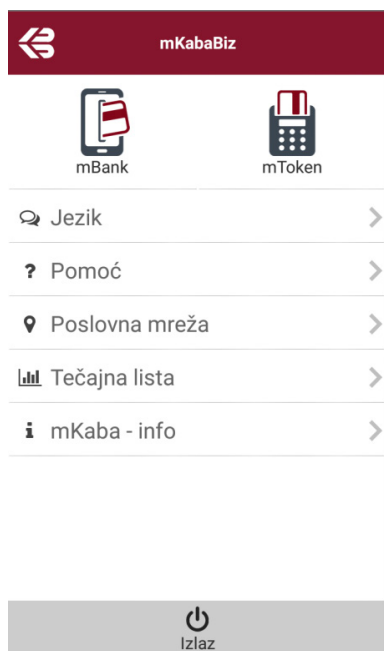 mKabaBiz
mBank
mToken
Jezik
Pomoć
Poslovna mreža
Tečajna lista
mKaba - info
Izlaz